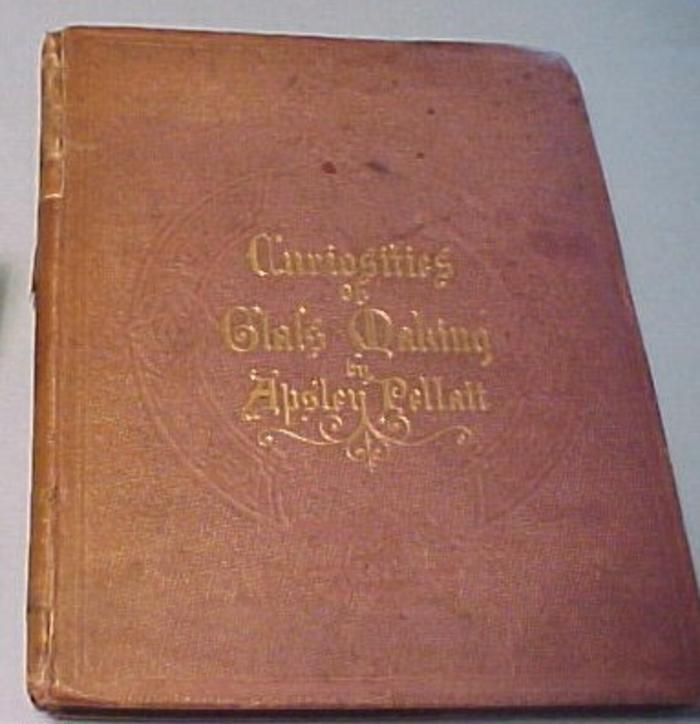 Curiosities
of
Glaſs Making
by
Apsley Pellatt